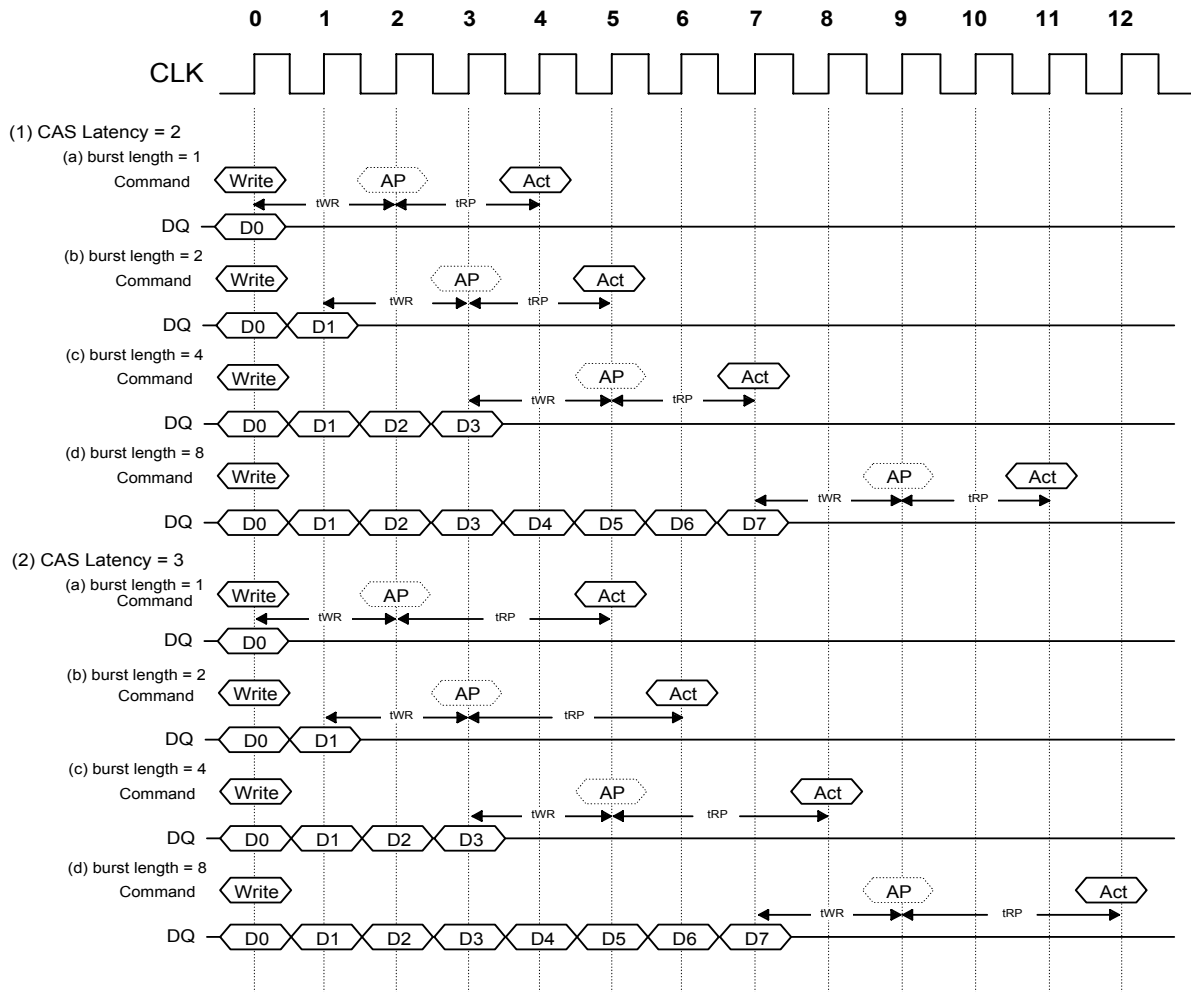 0 1 2 3 4 5 6 7 8 9 10 11 12
CLK
(1) CAS Latency = 2
(a) burst length = 1
Command Write AP Act
tWR tRP
DQ D0
(b) burst length = 2
Command Write AP Act
tWR tRP
DQ D0 D1
(c) burst length = 4
Command Write AP Act
tWR tRP
DQ D0 D1 D2 D3
(d) burst length = 8
Command Write AP Act
tWR tRP
DQ D0 D1 D2 D3 D4 D5 D6 D7
(2) CAS Latency = 3
(a) burst length = 1
Command Write AP Act
tWR tRP
DQ D0
(b) burst length = 2
Command Write AP Act
tWR tRP
DQ D0 D1
(c) burst length = 4
Command Write AP Act
tWR tRP
DQ D0 D1 D2 D3
(d) burst length = 8
Command Write AP Act
tWR tRP
DQ D0 D1 D2 D3 D4 D5 D6 D7